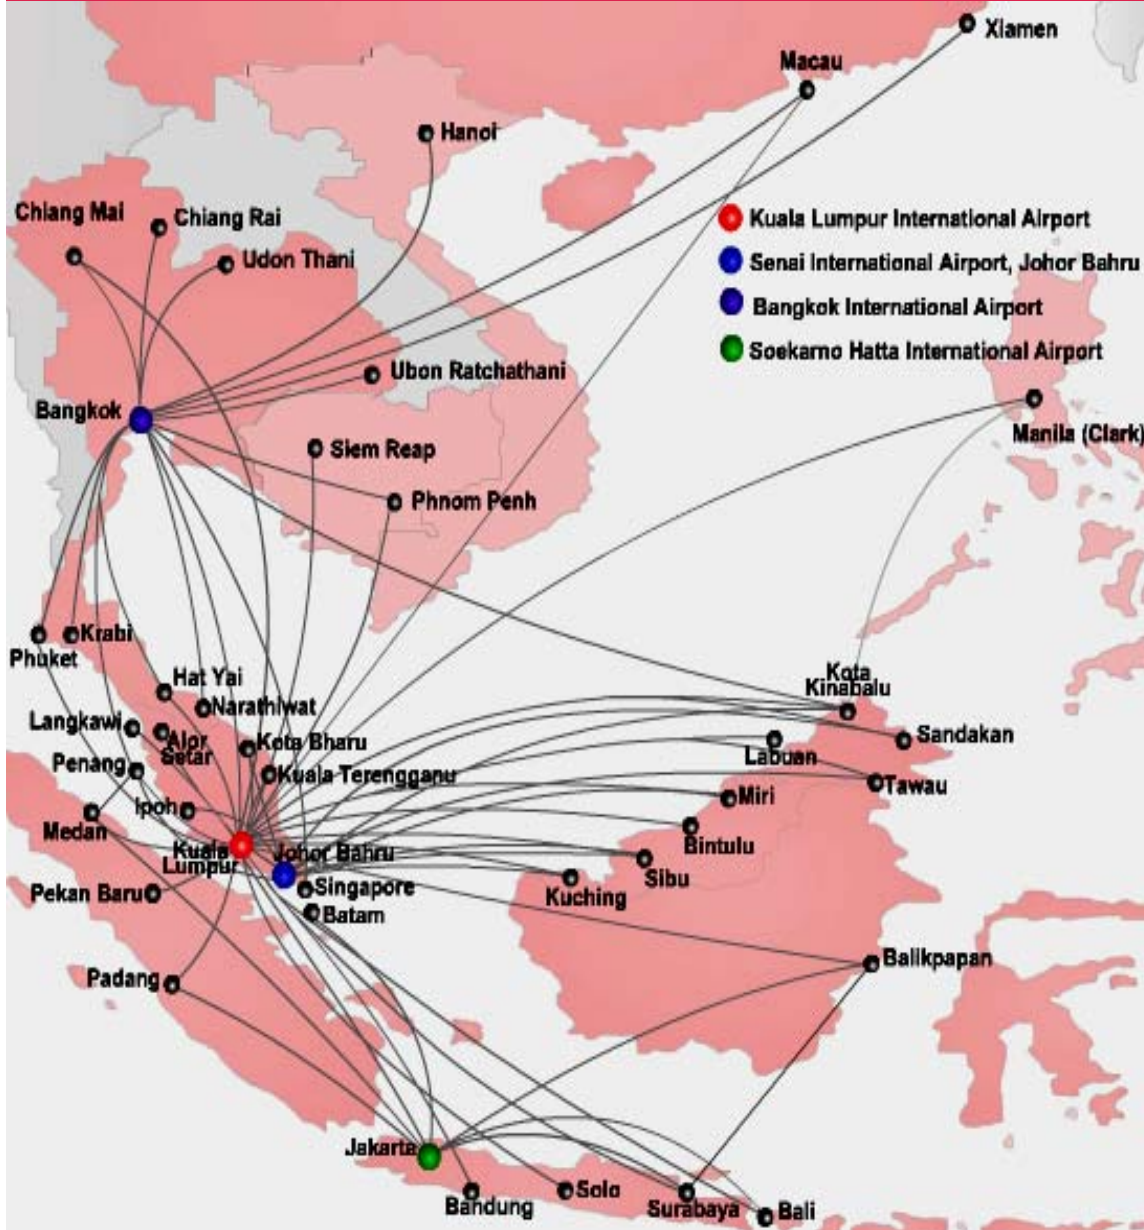 Xiamen
Macau
Hanoi
Chiang Mai
Chiang Rai
Udon Thani
Kuala Lumpur International Airport
Senai International Airport, Johor Bahru
Bangkok International Airport
Soekarno Hatta International Airport
Ubon Ratchathani
Bangkok
Manila (Clark)
Siem Reap
Phnom Penh
Krabi
Phuket
Hat Yai
Narathiwat
Kota
Kinabalu
Langkawi
Alor
Setar
Kota Bharu
Sandakan
Labuan
Penang
Kuala Terengganu
Tawau
Miri
Ipoh
Medan
Bintulu
Kuala
Lumpur
Johor Bahru
Sibu
Kuching
Pekan Baru
Singapore
Batam
Balikpapan
Padang
Jakarta
Bandung
Solo
Surabaya
Bali